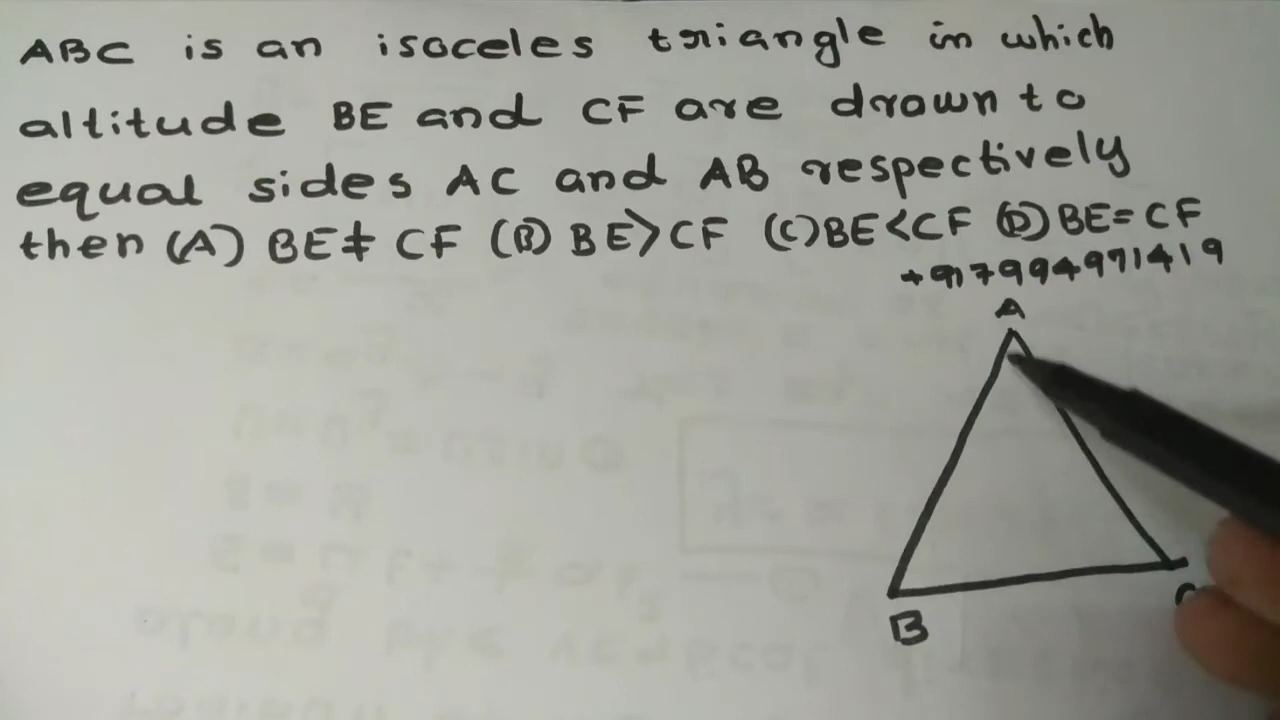 ABC is an isoceles triangle in which
altitude BE and CF are drawn to
equal sides AC and AB respectively
then (A) BE≠ CF (B) BE>CF (C)BE<CF (D) BE=CF
+917994971419
A
B
C